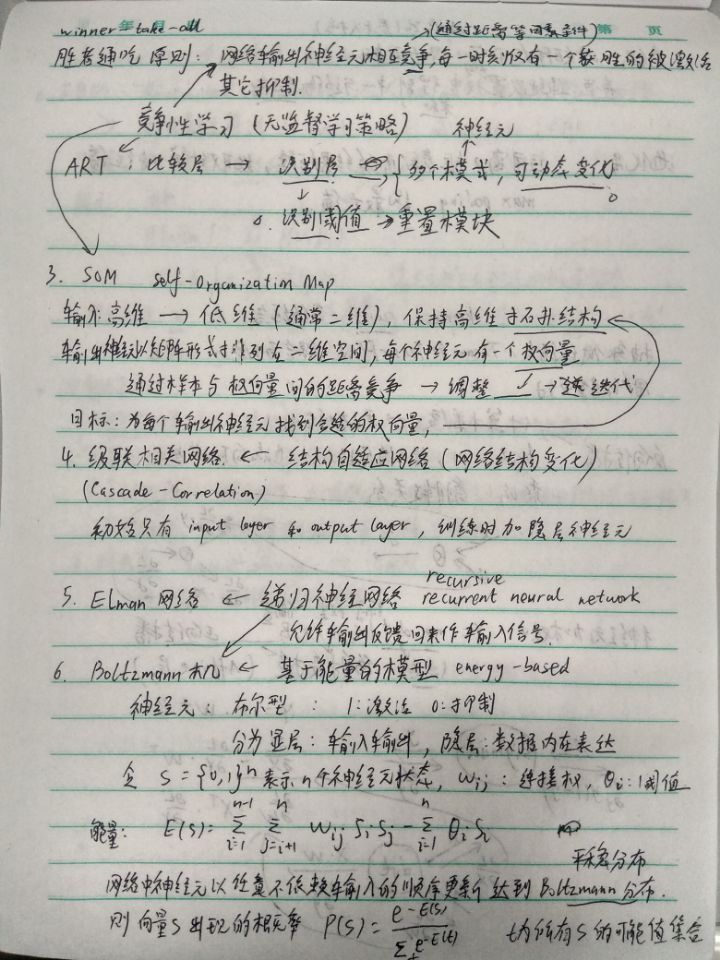 winner take-all
年 月 日 第 页
(通过距离等因素条件)
胜者通吃原则: 网络输出神经元相互竞争,每一时刻仅有一个获胜的被激活
其它抑制.
竞争性学习 (无监督学习策略) 神经元
ART: 比较层 → 识别层 → { 多个模式, 可动态变化
识别阈值 → 重置模块
3. SOM Self-Organization Map
输入: 高维 → 低维 (通常二维), 保持高维拓扑结构
输出神经元以矩阵形式排列在二维空间, 每个神经元有一个权向量
通过样本与权向量间的距离竞争 → 调整 → 迭代
目标: 为每个输出神经元找到合适的权向量,
4. 级联相关网络 ← 结构自适应网络 (网络结构变化)
(Cascade-Correlation)
初始只有 input layer 和 output layer, 训练时加隐层神经元
recursive
5. Elman 网络 ← 递归神经网络 recurrent neural network
允许输出反馈回来作输入信号.
6. Boltzmann 机 ← 基于能量的模型 energy-based
神经元: 布尔型 : 1:激活 0:抑制
分为显层: 输入输出, 隐层: 数据内在表达
令 S = {0,1}ⁿ 表示n个神经元状态, wij : 连接权, θi: 阈值
能量: E(s) = Σ(i=1, n-1) Σ(j=i+1, n) wij Si Sj - Σ(i=1, n) θi Si
平稳分布
网络中神经元以任意不依赖输入的顺序更新 达到 Boltzmann 分布.
则向量S出现的概率 P(s) = e^-E(s) / Σt e^-E(t) t为所有S的可能值集合